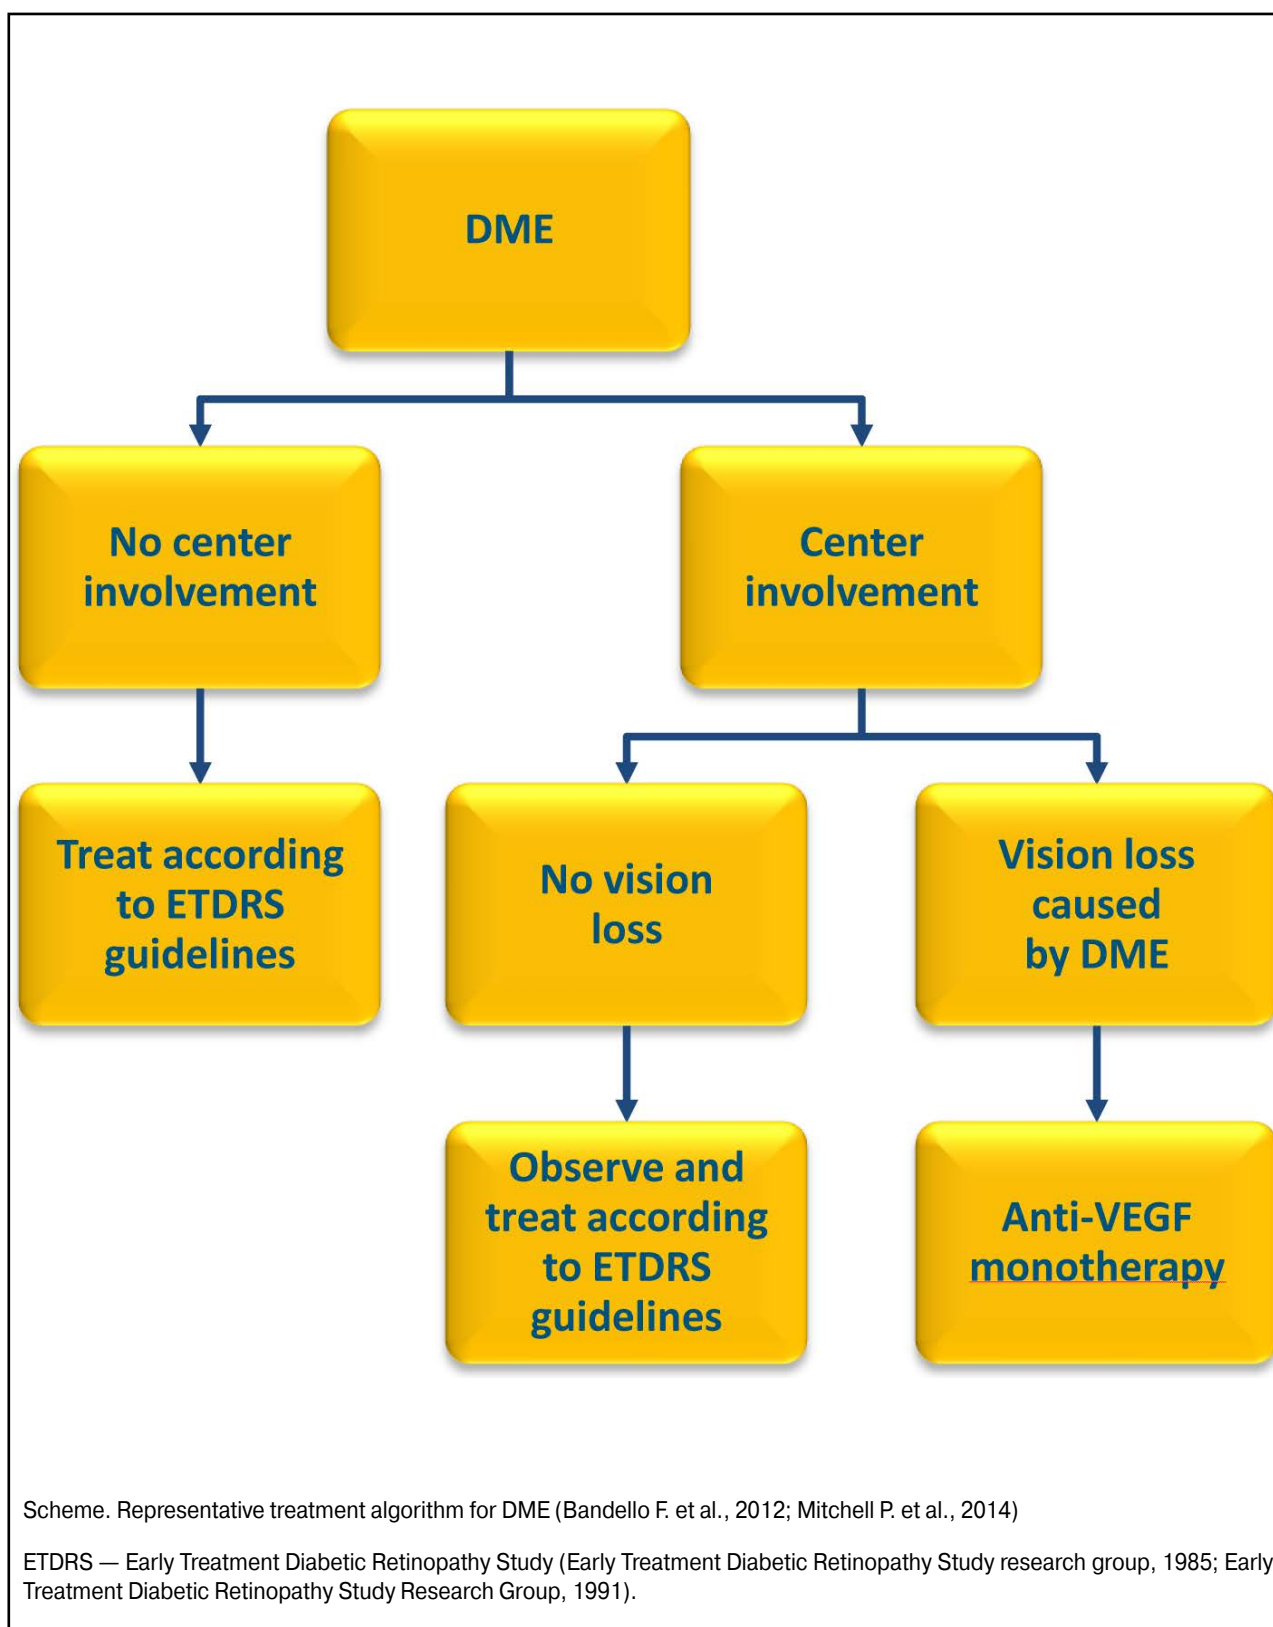 DME
No center
involvement
Center
involvement
Treat according
to ETDRS
guidelines
No vision
loss
Vision loss
caused
by DME
Observe and
treat according
to ETDRS
guidelines
Anti-VEGF
monotherapy
Scheme. Representative treatment algorithm for DME (Bandello F. et al., 2012; Mitchell P. et al., 2014)
ETDRS — Early Treatment Diabetic Retinopathy Study (Early Treatment Diabetic Retinopathy Study research group, 1985; Early
Treatment Diabetic Retinopathy Study Research Group, 1991).